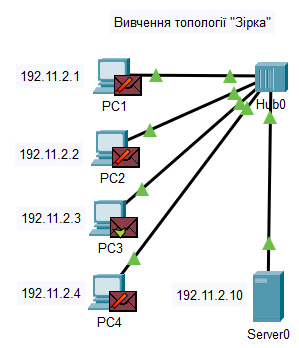 Вивчення топології "Зірка"
192.11.2.1
PC1
Hub0
192.11.2.2
PC2
192.11.2.3
PC3
192.11.2.4
PC4
192.11.2.10
Server0